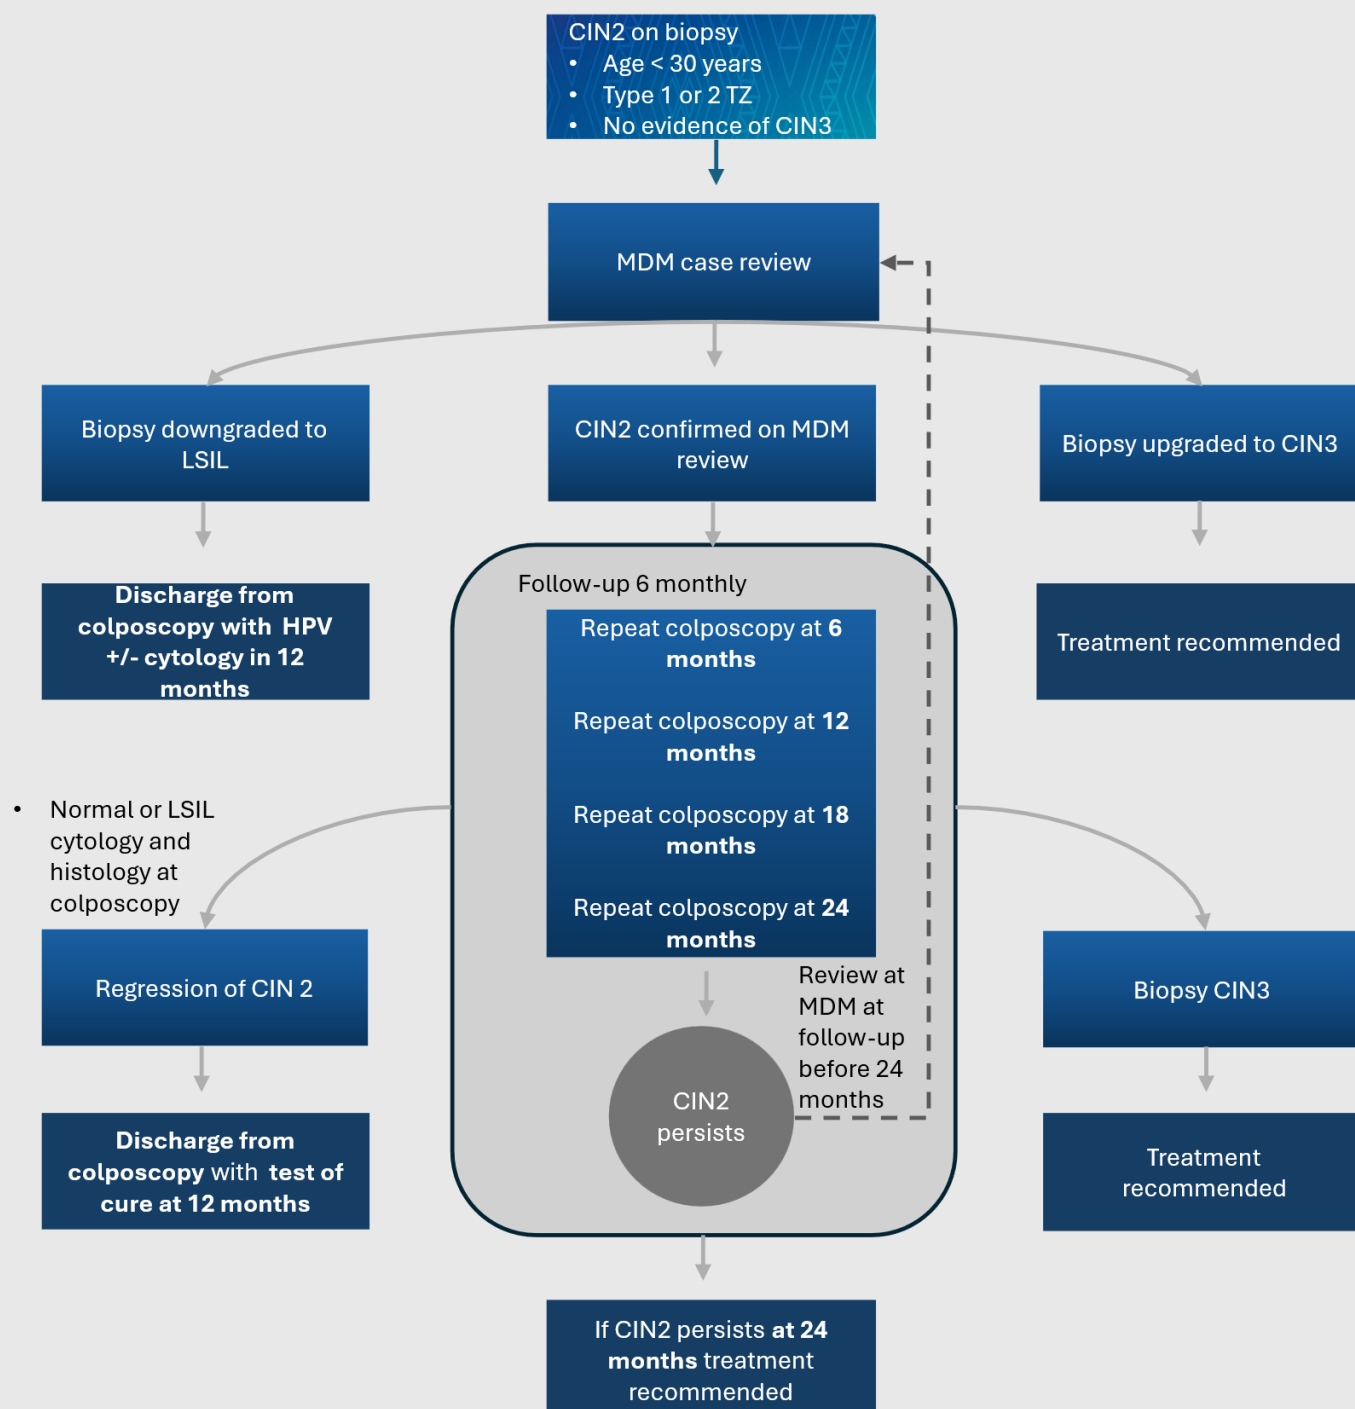 CIN2 on biopsy
• Age < 30 years
• Type 1 or 2 TZ
• No evidence of CIN3
MDM case review
Biopsy downgraded to
LSIL
CIN2 confirmed on MDM
review
Biopsy upgraded to CIN3
Discharge from
colposcopy with HPV
+/- cytology in 12
months
Treatment recommended
Follow-up 6 monthly
Repeat colposcopy at 6
months
Repeat colposcopy at 12
months
Repeat colposcopy at 18
months
Repeat colposcopy at 24
months
• Normal or LSIL
cytology and
histology at
colposcopy
Regression of CIN 2
Discharge from
colposcopy with test of
cure at 12 months
Review at
MDM at
follow-up
before 24
months
CIN2
persists
Biopsy CIN3
Treatment
recommended
If CIN2 persists at 24
months treatment
recommended